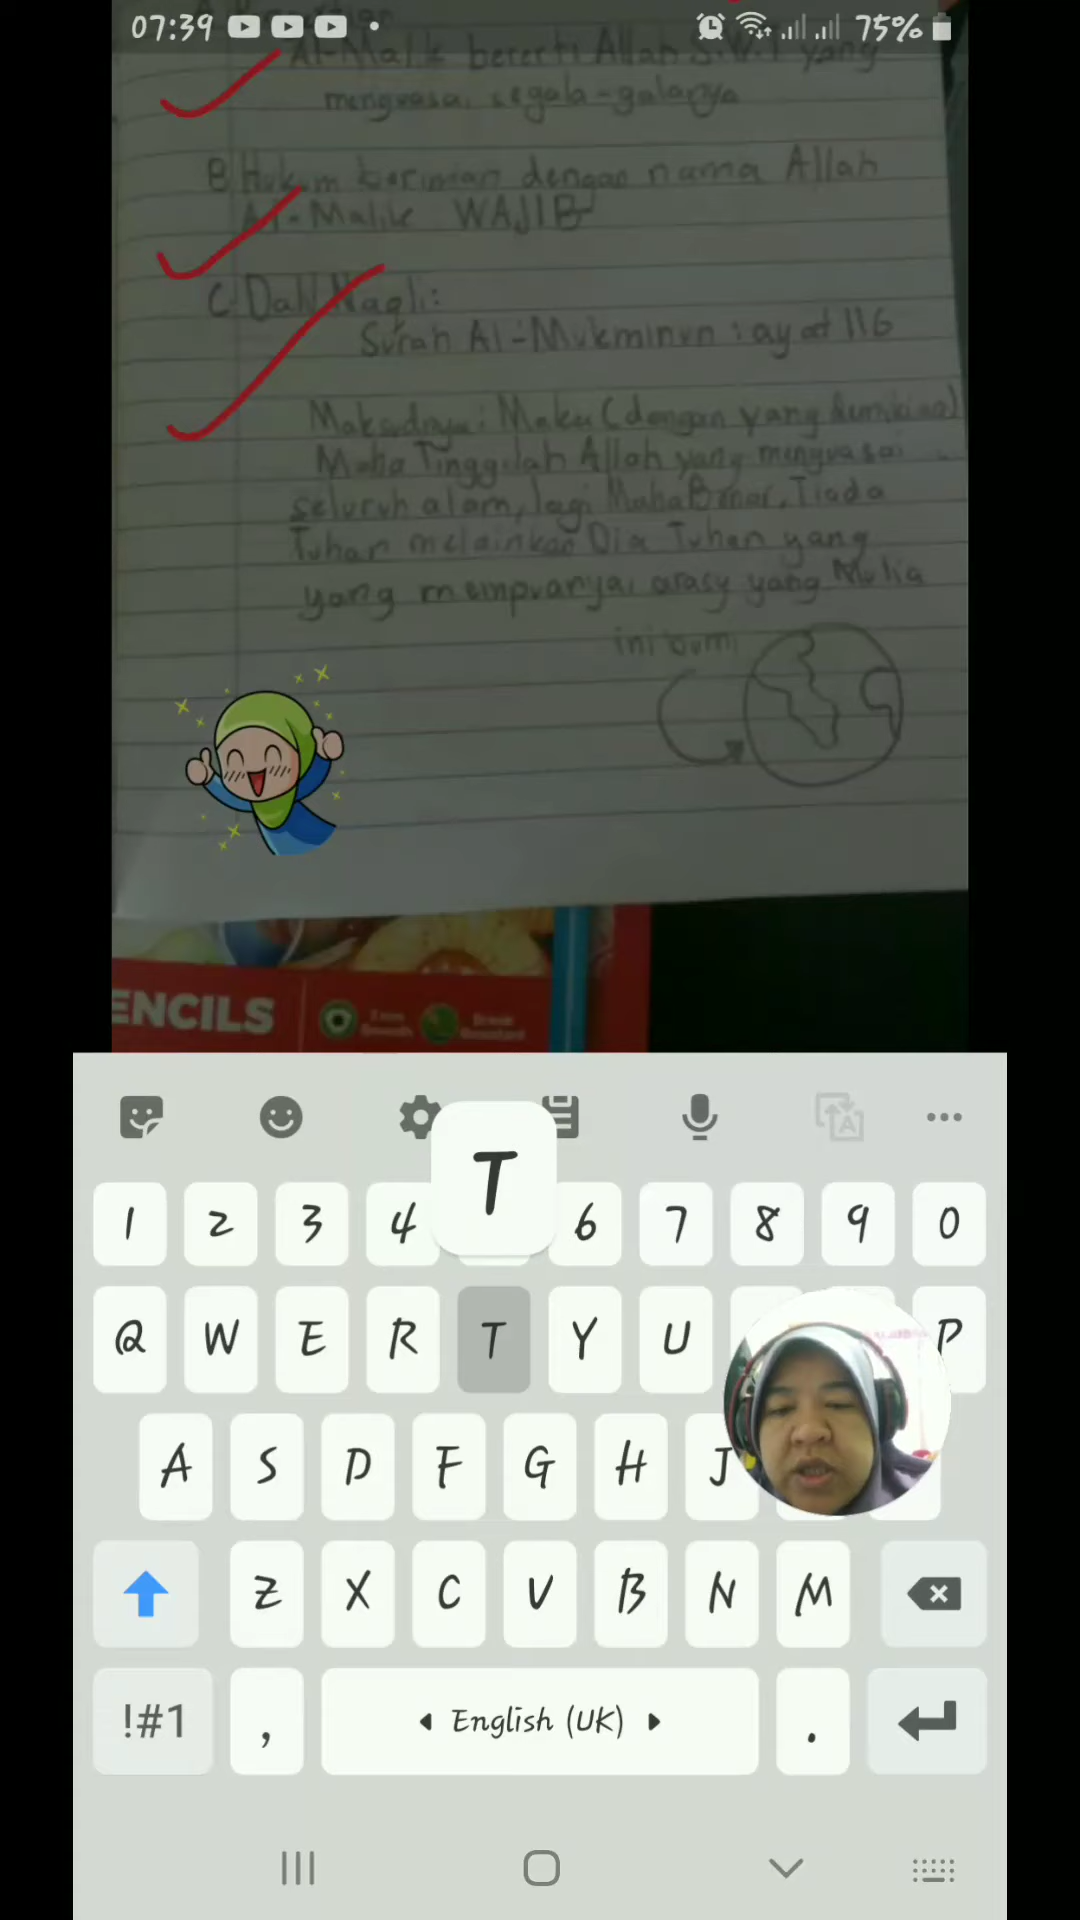 07:39 75%
Al-Malik bererti Allah S.W.T yang
menguasai segala-galanya
B Hukum berimian dengan nama Allah
Al-Malik WAJIB
C Dalil Naqli:
Surah Al-Mukminun : ayat 116
Maksudnya: Maka (dengan yang demikian)
Maha Tinggilah Allah yang menguasai
seluruh alam, lagi Maha Benar, Tiada
Tuhan melainkan Dia Tuhan yang
yang mempunyai arasy yang Mulia
ini bumi
ENCILS
T
1 2 3 4 6 7 8 9 0
Q W E R T Y U P
A S D F G H J
Z X C V B N M
!#1 , English (UK) .